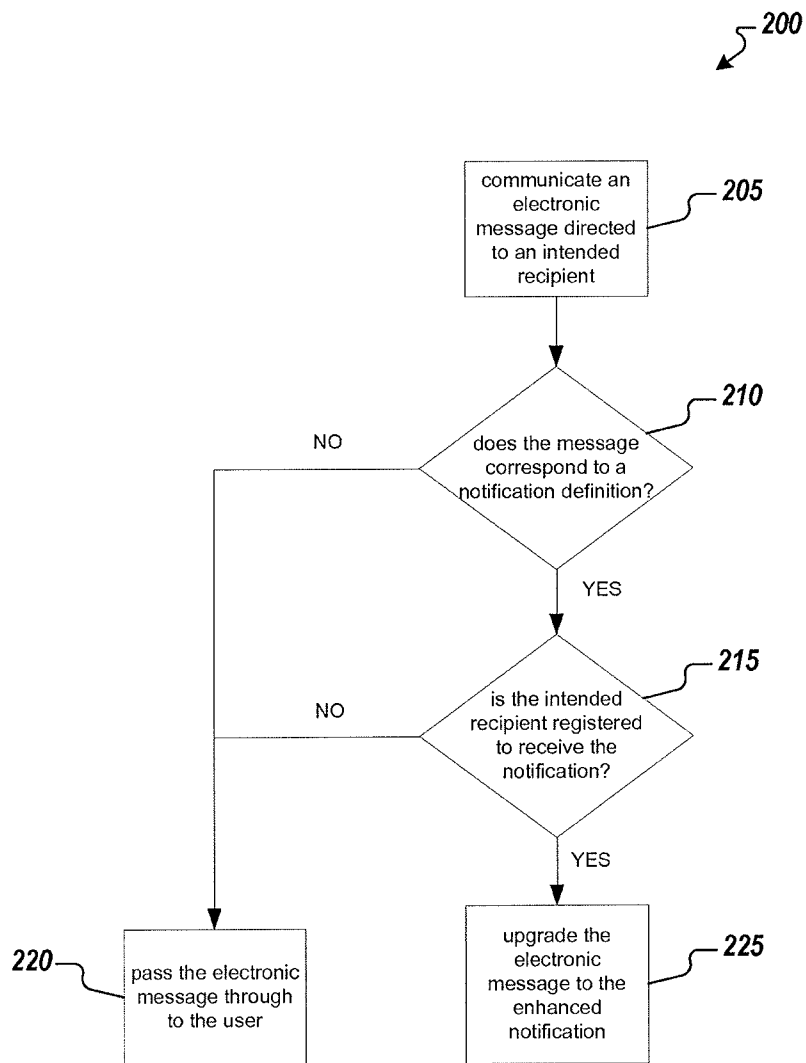 200
communicate an
electronic
message directed
to an intended
recipient
205
210
does the message
correspond to a
notification definition?
NO
YES
215
is the intended
recipient registered
to receive the
notification?
NO
YES
220
pass the electronic
message through
to the user
upgrade the
electronic
message to the
enhanced
notification
225